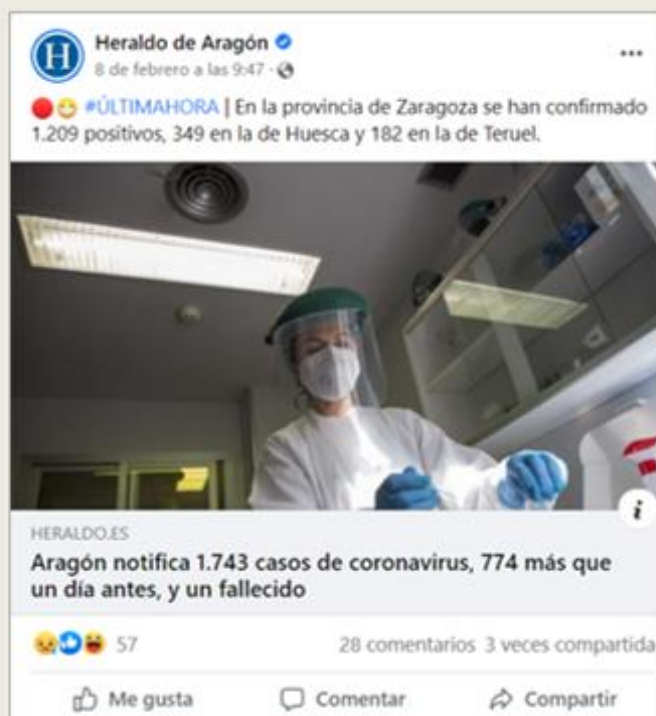 H
Heraldo de Aragón
8 de febrero a las 9:47 ·
#ÚLTIMAHORA | En la provincia de Zaragoza se han confirmado
1.209 positivos, 349 en la de Huesca y 182 en la de Teruel.
i
HERALDO.ES
Aragón notifica 1.743 casos de coronavirus, 774 más que
un día antes, y un fallecido
57 28 comentarios 3 veces compartida
Me gusta Comentar Compartir